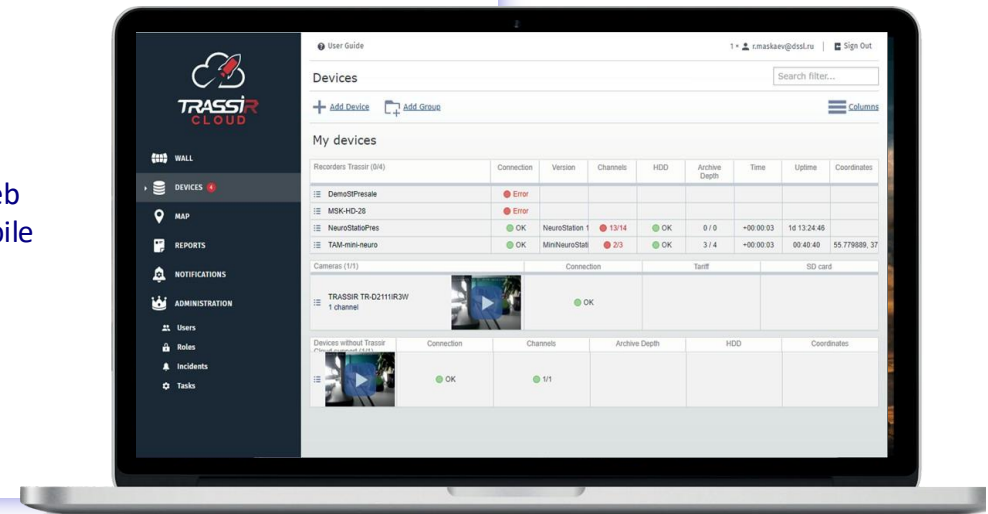 eb
bile
TRASSIR
CLOUD
WALL
DEVICES 4
MAP
REPORTS
NOTIFICATIONS
ADMINISTRATION
Users
Roles
Incidents
Tasks
User Guide
r.maskaev@dssl.ru | Sign Out
Devices
Search filter...
Add Device Add Group Columns
My devices
Recorders Trassir (0/4) Connection Version Channels HDD Archive Depth Time Uptime Coordinates
DemoStPresale Error
MSK-HD-28 Error
NeuroStatioPres OK NeuroStation 1 13/14 OK 0 / 0 +00:00:03 1d 13:24:46
TAM-mini-neuro OK MiniNeuroStati 2/3 OK 3 / 4 +00:00:03 00:40:40 55.779889, 37
Cameras (1/1) Connection Tariff SD card
TRASSIR TR-D2111IR3W OK
1 channel
Devices without Trassir Connection Channels Archive Depth HDD Coordinates
OK 1/1